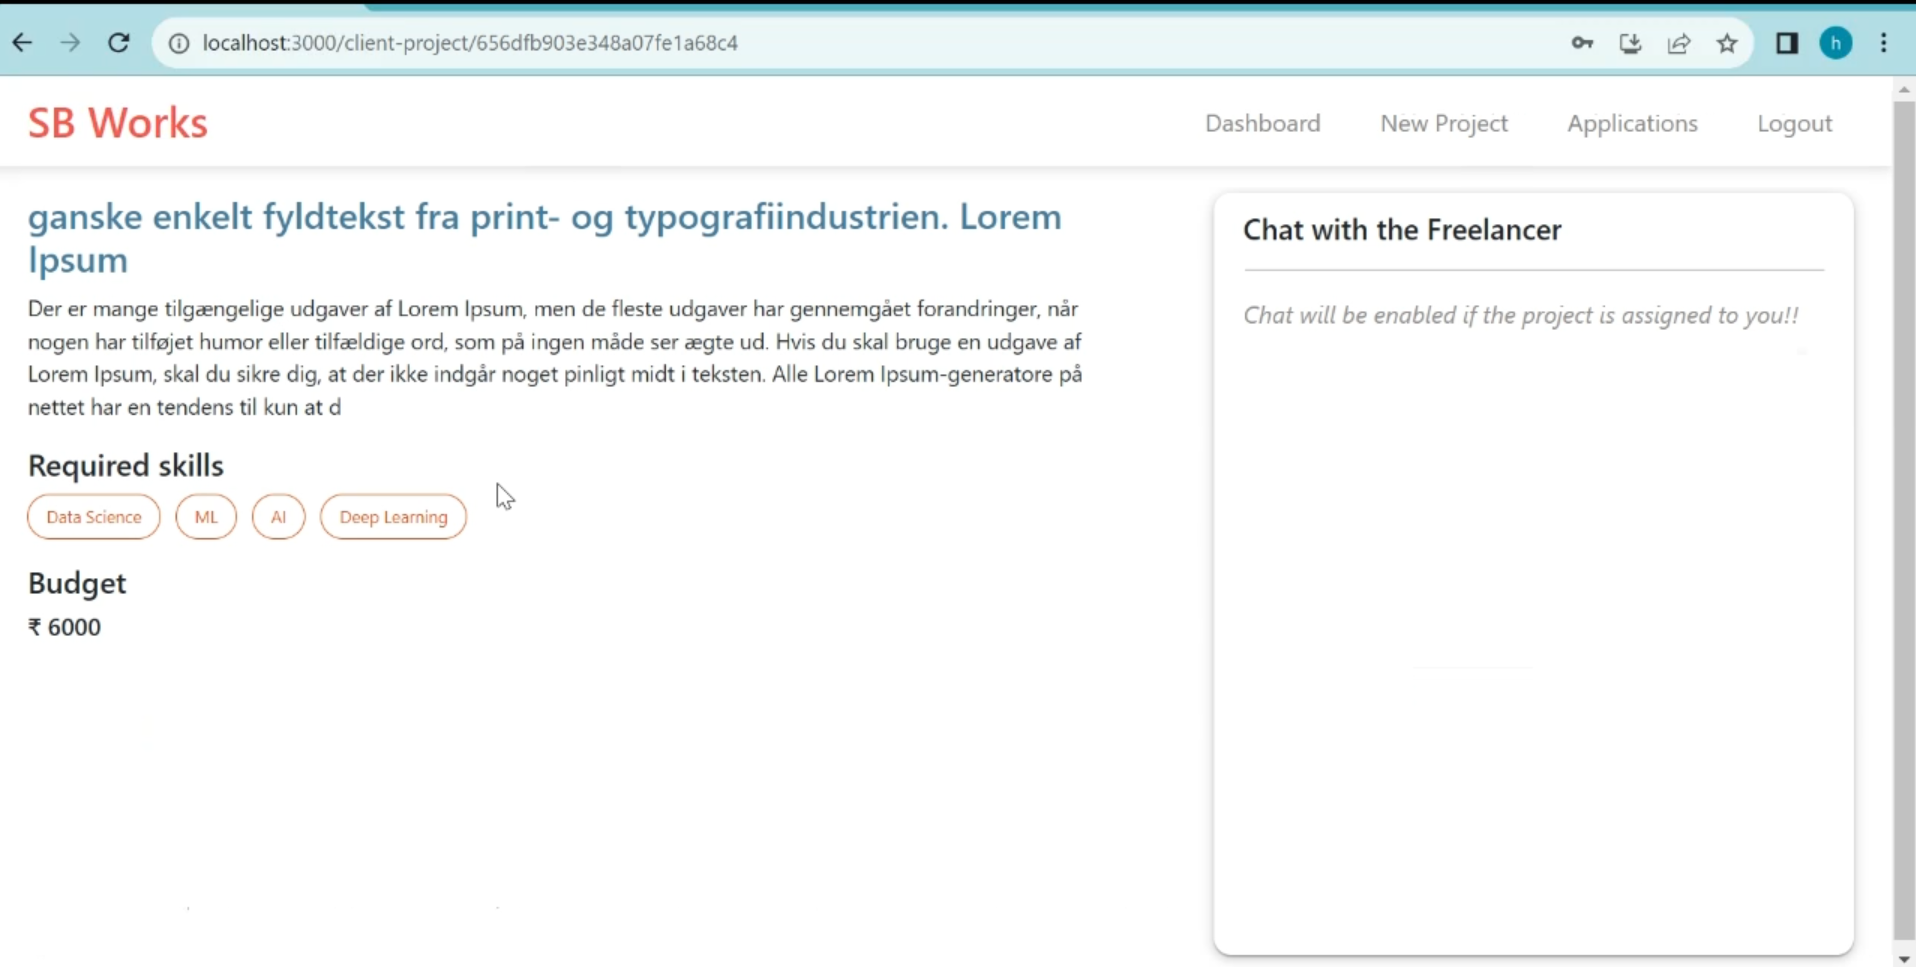 localhost:3000/client-project/656dfb903e348a07fe1a68c4
h
SB Works
Dashboard
New Project
Applications
Logout
ganske enkelt fyldtekst fra print- og typografiindustrien. Lorem
Ipsum
Der er mange tilgængelige udgaver af Lorem Ipsum, men de fleste udgaver har gennemgået forandringer, når
nogen har tilføjet humor eller tilfældige ord, som på ingen måde ser ægte ud. Hvis du skal bruge en udgave af
Lorem Ipsum, skal du sikre dig, at der ikke indgår noget pinligt midt i teksten. Alle Lorem Ipsum-generatore på
nettet har en tendens til kun at d
Required skills
Data Science
ML
AI
Deep Learning
Budget
₹ 6000
Chat with the Freelancer
Chat will be enabled if the project is assigned to you!!